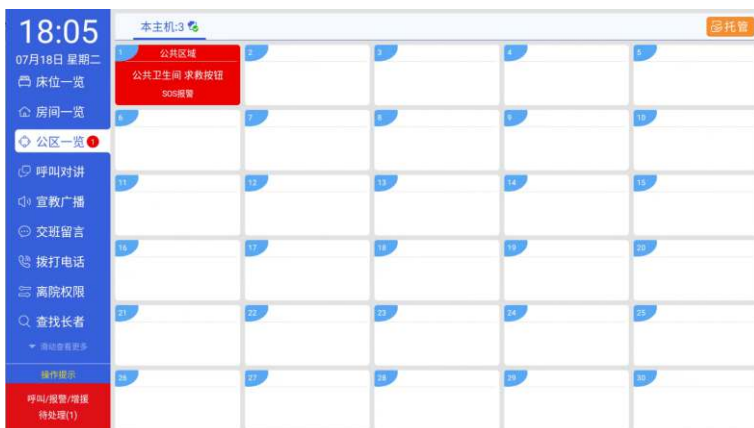 18:05
07月18日 星期二
床位一览
房间一览
公区一览 1
呼叫对讲
宣教广播
交班留言
拨打电话
离院权限
查找长者
滑动查看更多
操作提示
呼叫/报警/增援
待处理(1)
本主机:3
托管
1 公共区域
公共卫生间 求救按钮
SOS报警
2
3
4
5
6
7
8
9
10
11
12
13
14
15
16
17
18
19
20
21
22
23
24
25
26
27
28
29
30